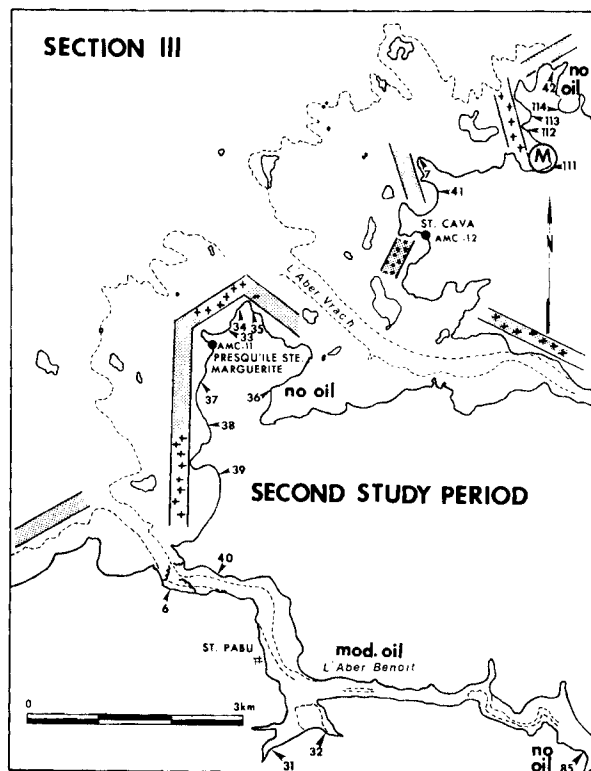 SECTION III
no
oil
42
114
113
112
M
111
7
41
ST. CAVA
AMC-12
N
L'Aber Vrach
34
35
33
AMC-11
PRESQU'ILE STE.
MARGUERITE
37
36
no oil
38
39
SECOND STUDY PERIOD
40
6
ST. PABU
mod. oil
L'Aber Benoit
0
3km
32
31
no
oil
85